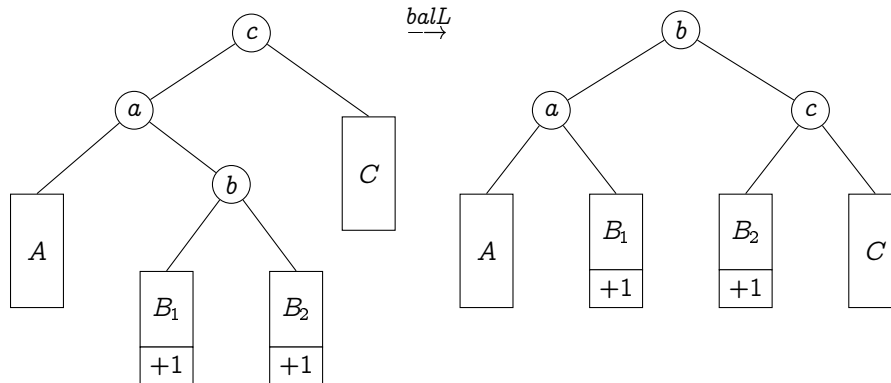 c balL b
a a c
b
C
A B₁ B₂ C
A +1 +1
B₁ B₂
+1 +1